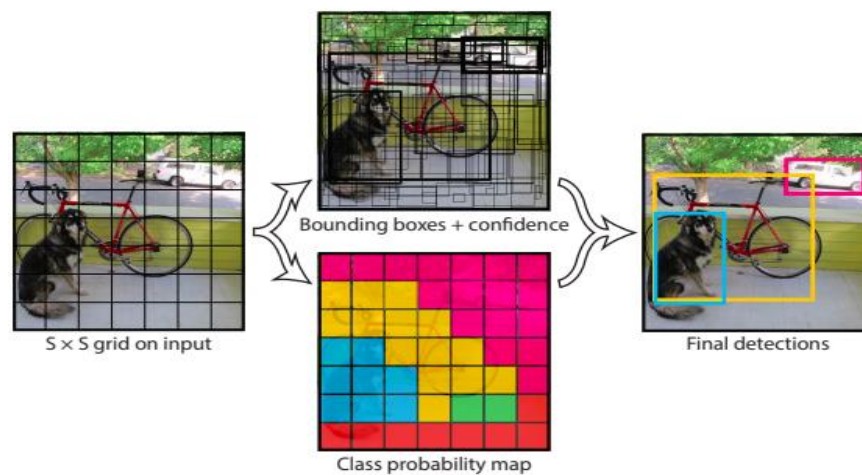 S × S grid on input
Bounding boxes + confidence
Class probability map
Final detections